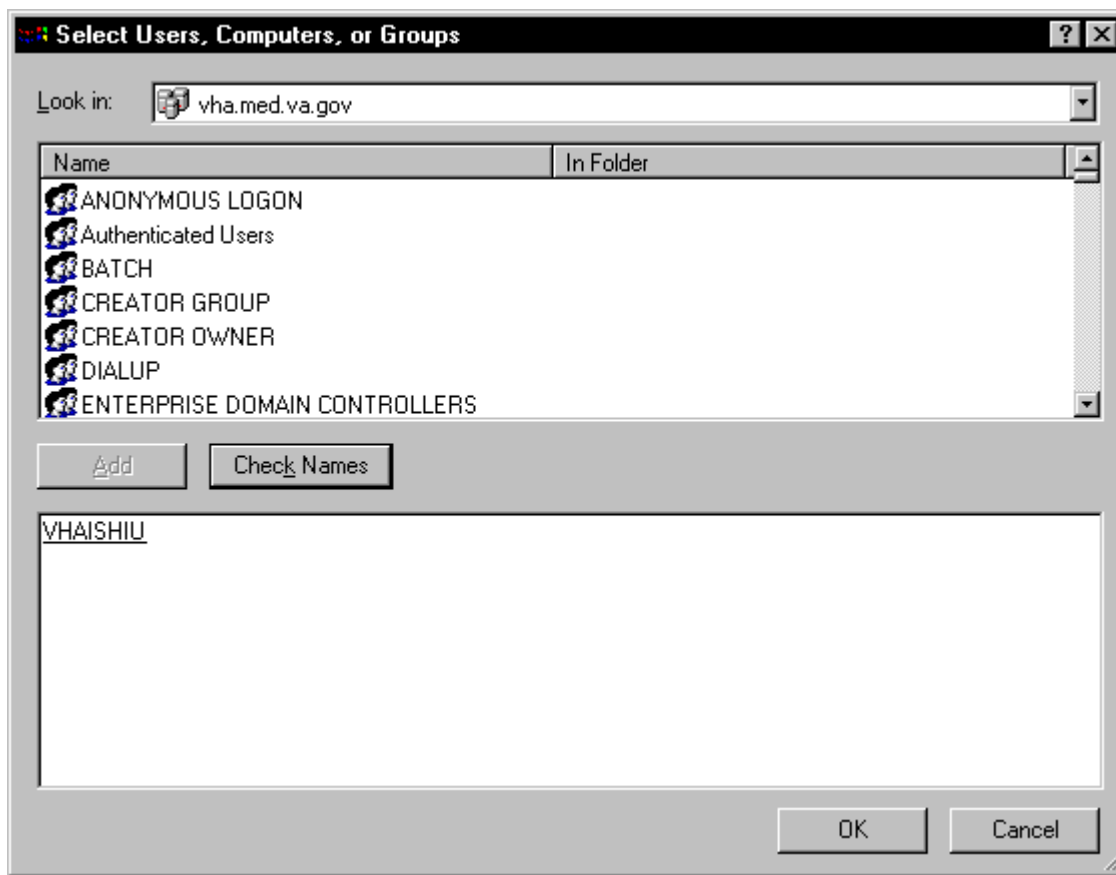 Select Users, Computers, or Groups
Look in: vha.med.va.gov
Name In Folder
ANONYMOUS LOGON
Authenticated Users
BATCH
CREATOR GROUP
CREATOR OWNER
DIALUP
ENTERPRISE DOMAIN CONTROLLERS
Add Check Names
VHAISHIU
OK Cancel